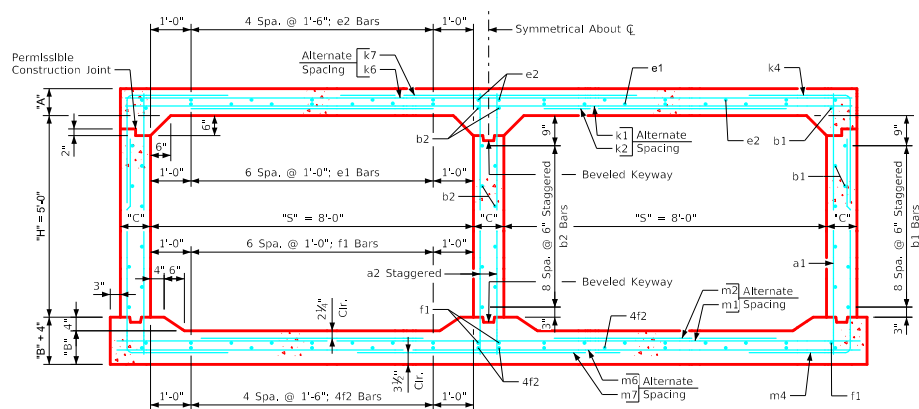 1'-0"
4 Spa. @ 1'-6"; e2 Bars
1'-0"
Symmetrical About ℄
Permissible
Construction Joint
Alternate
Spacing
k7
k6
e2
e1
k4
"A"
2"
6"
6"
b2
k1
k2
Alternate
Spacing
e2
b1
9"
9"
1'-0"
6 Spa. @ 1'-0"; e1 Bars
1'-0"
b2
Beveled Keyway
b1
"H" = 5'-0"
"C"
"S" = 8'-0"
"C"
"S" = 8'-0"
"C"
8 Spa. @ 6" Staggered
b2 Bars
8 Spa. @ 6" Staggered
b1 Bars
1'-0"
6 Spa. @ 1'-0"; f1 Bars
1'-0"
a2 Staggered
a1
4"
6"
3"
Beveled Keyway
m2
m1
Alternate
Spacing
2¼"
Clr.
f1
4f2
3"
3"
"B" + 4"
4"
"B"
3½"
Clr.
4f2
m6
m7
Alternate
Spacing
m4
f1
1'-0"
4 Spa. @ 1'-6"; 4f2 Bars
1'-0"